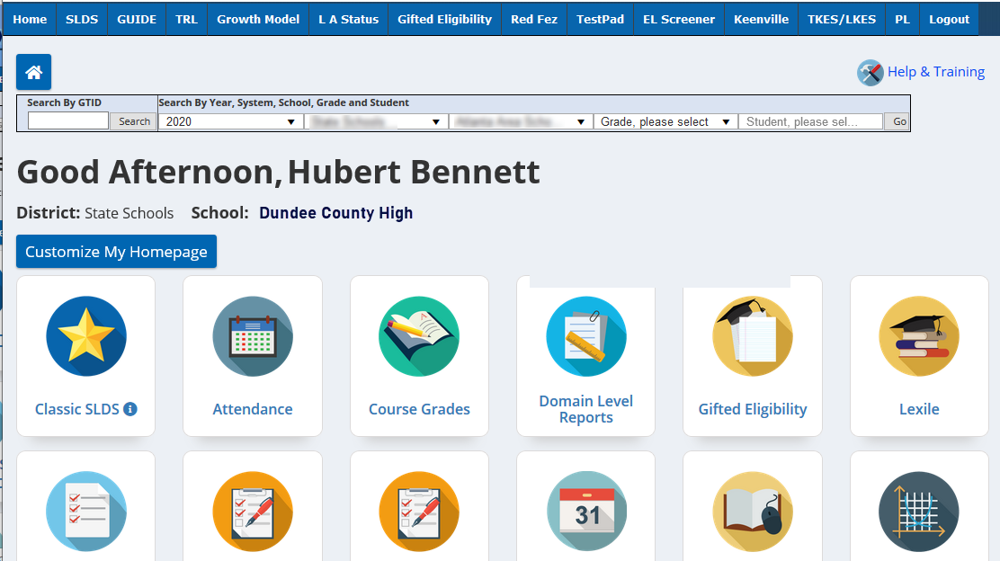 Home SLDS GUIDE TRL Growth Model L A Status Gifted Eligibility Red Fez TestPad EL Screener Keenville TKES/LKES PL Logout
Help & Training
Search By GTID Search By Year, System, School, Grade and Student
Search 2020 State Schools ... Atlanta Area Scho... Grade, please select Student, please sel... Go
Good Afternoon, Hubert Bennett
District: State Schools School: Dundee County High
Customize My Homepage
Classic SLDS Attendance Course Grades Domain Level Reports Gifted Eligibility Lexile
31